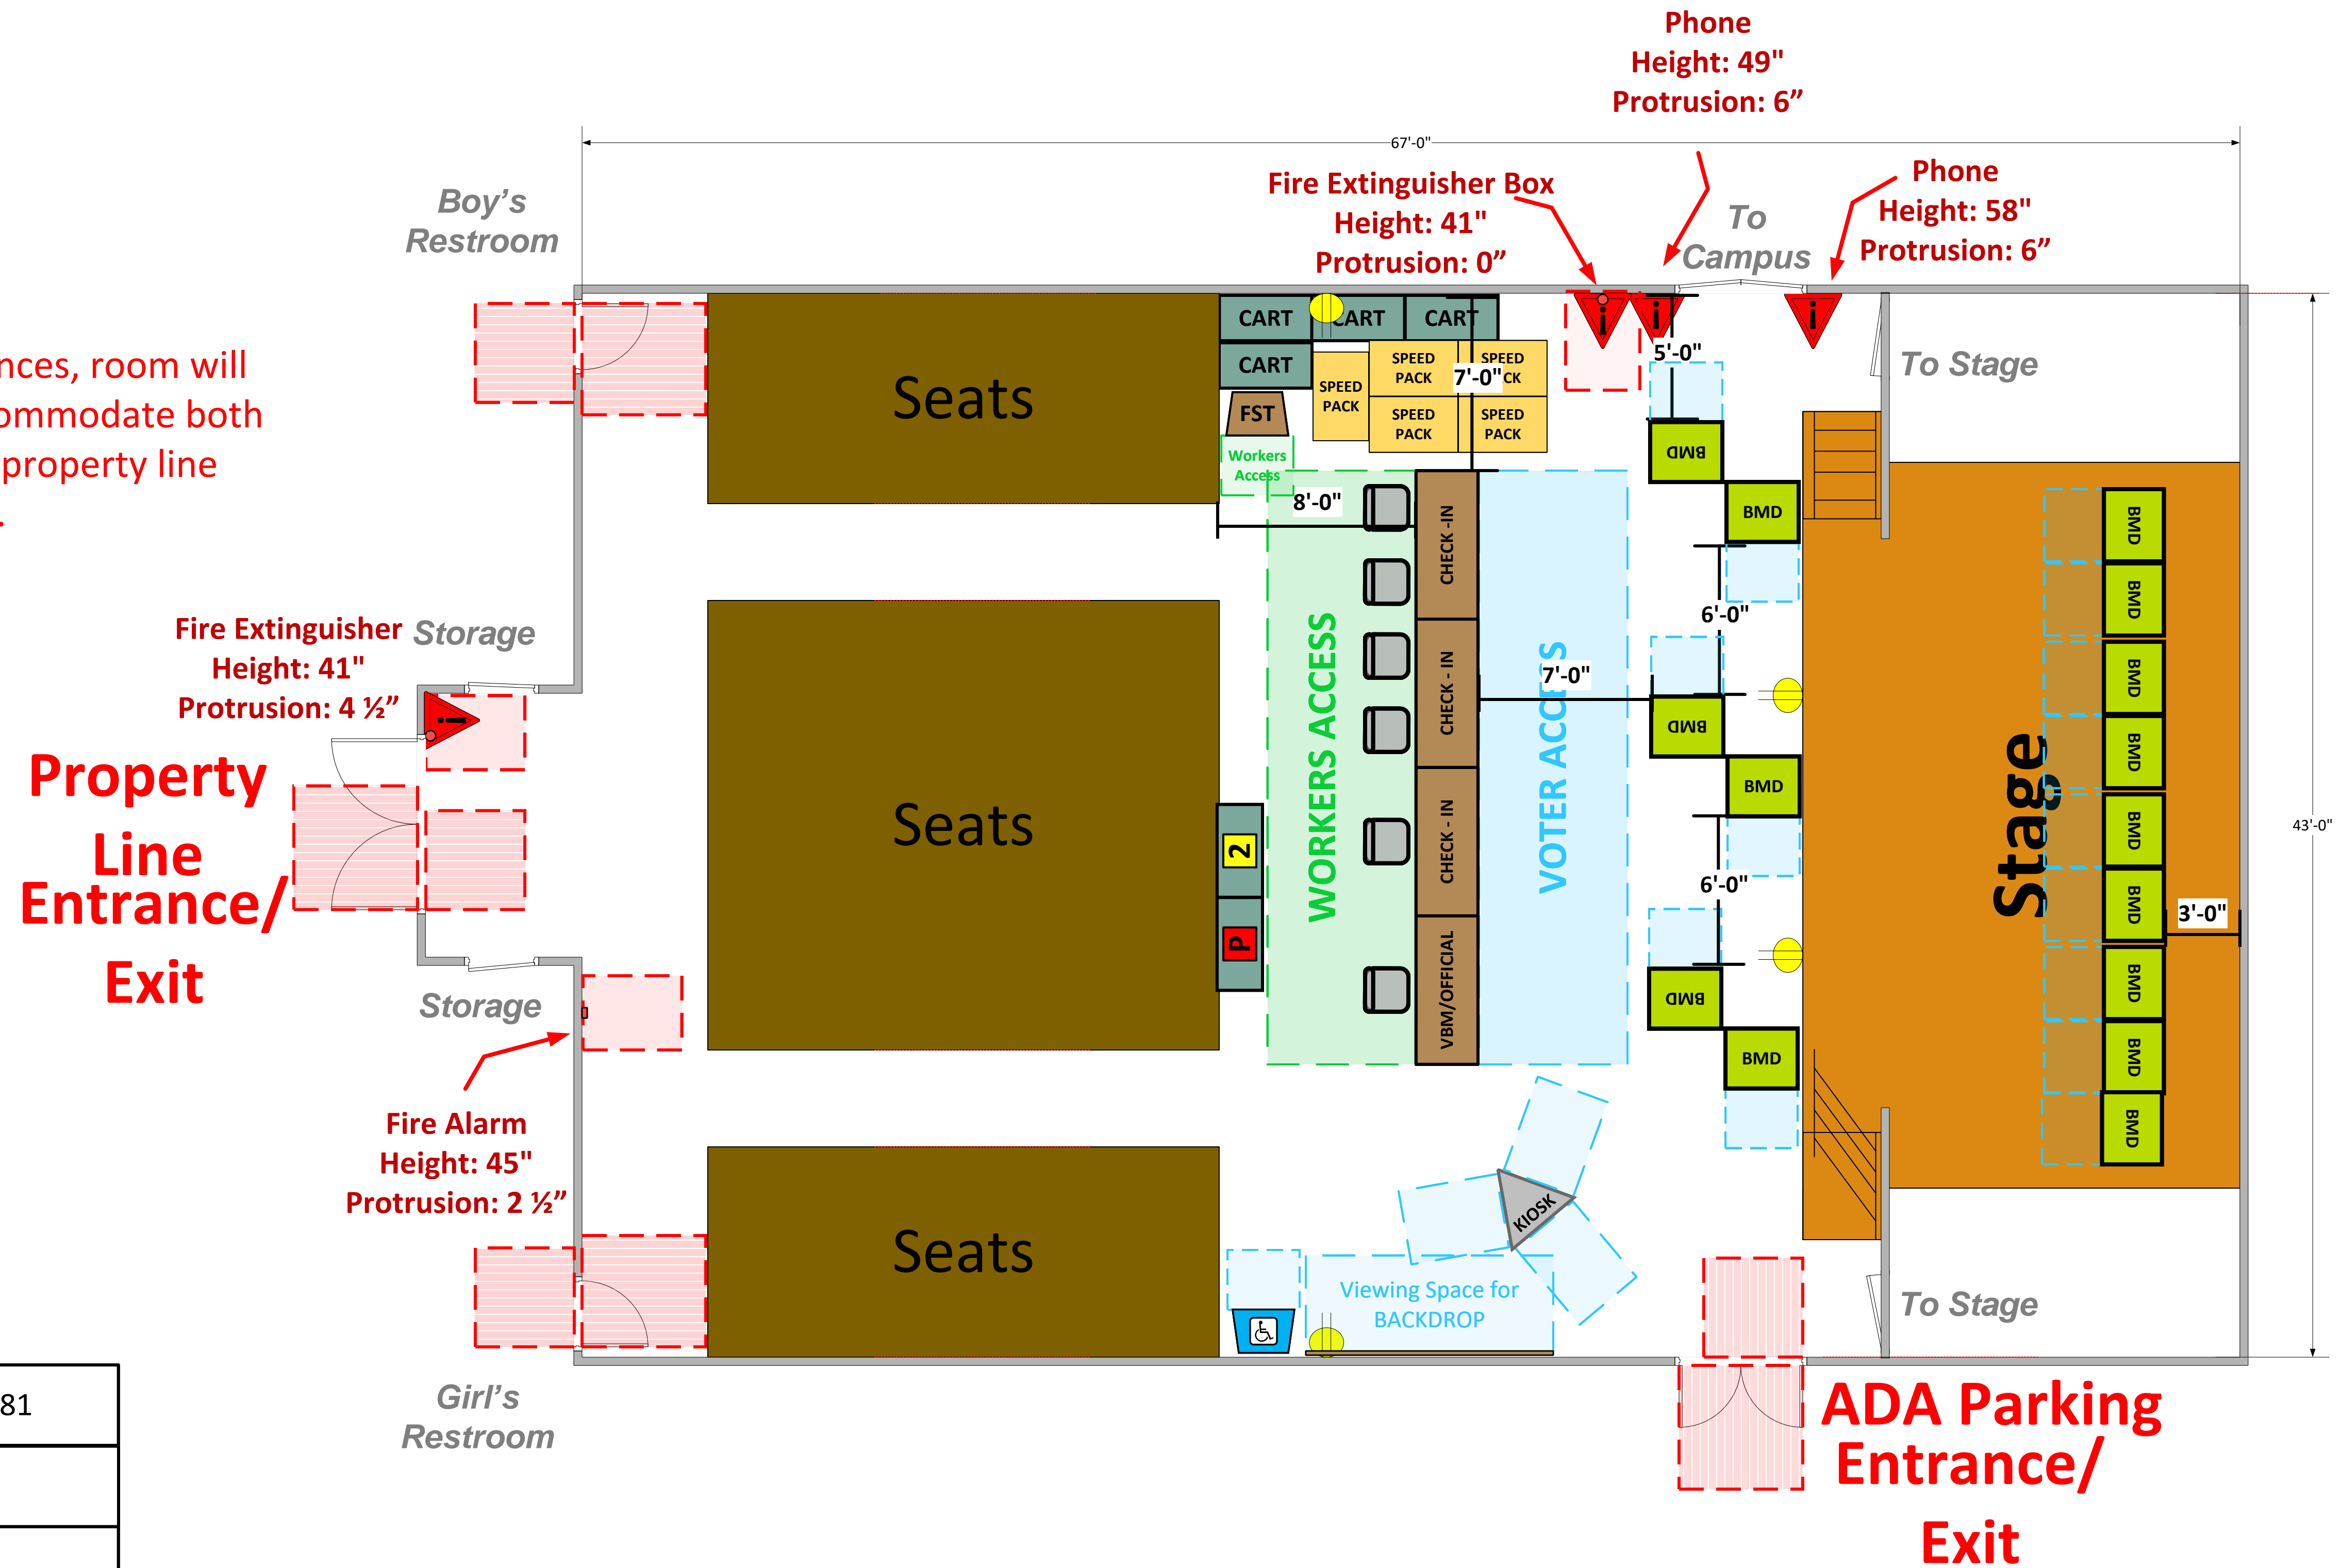 Phone
Height: 49"
Protrusion: 6”
67'-0"
Fire Extinguisher Box
Height: 41"
Protrusion: 0”
Phone
Height: 58"
Protrusion: 6”
To
Campus
Boy’s
Restroom
nces, room will
ommodate both
property line
.
Seats
CART
CART
CART
CART
SPEED
PACK
SPEED
PACK
SPEED
CK
SPEED
PACK
SPEED
PACK
7'-0"
5'-0"
To Stage
FST
Workers
Access
8'-0"
BMD
BMD
6'-0"
CHECK -IN
CHECK - IN
CHECK - IN
VBM/OFFICIAL
WORKERS ACCESS
VOTER ACCESS
7'-0"
BMD
BMD
6'-0"
BMD
BMD
Stage
BMD
BMD
BMD
BMD
BMD
BMD
BMD
BMD
BMD
3'-0"
43'-0"
Fire Extinguisher
Height: 41"
Protrusion: 4 ½”
Storage
Property
Line
Entrance/
Exit
Seats
2
P
Storage
Fire Alarm
Height: 45"
Protrusion: 2 ½”
Seats
KIOSK
Viewing Space for
BACKDROP
To Stage
Girl’s
Restroom
ADA Parking
Entrance/
Exit
81